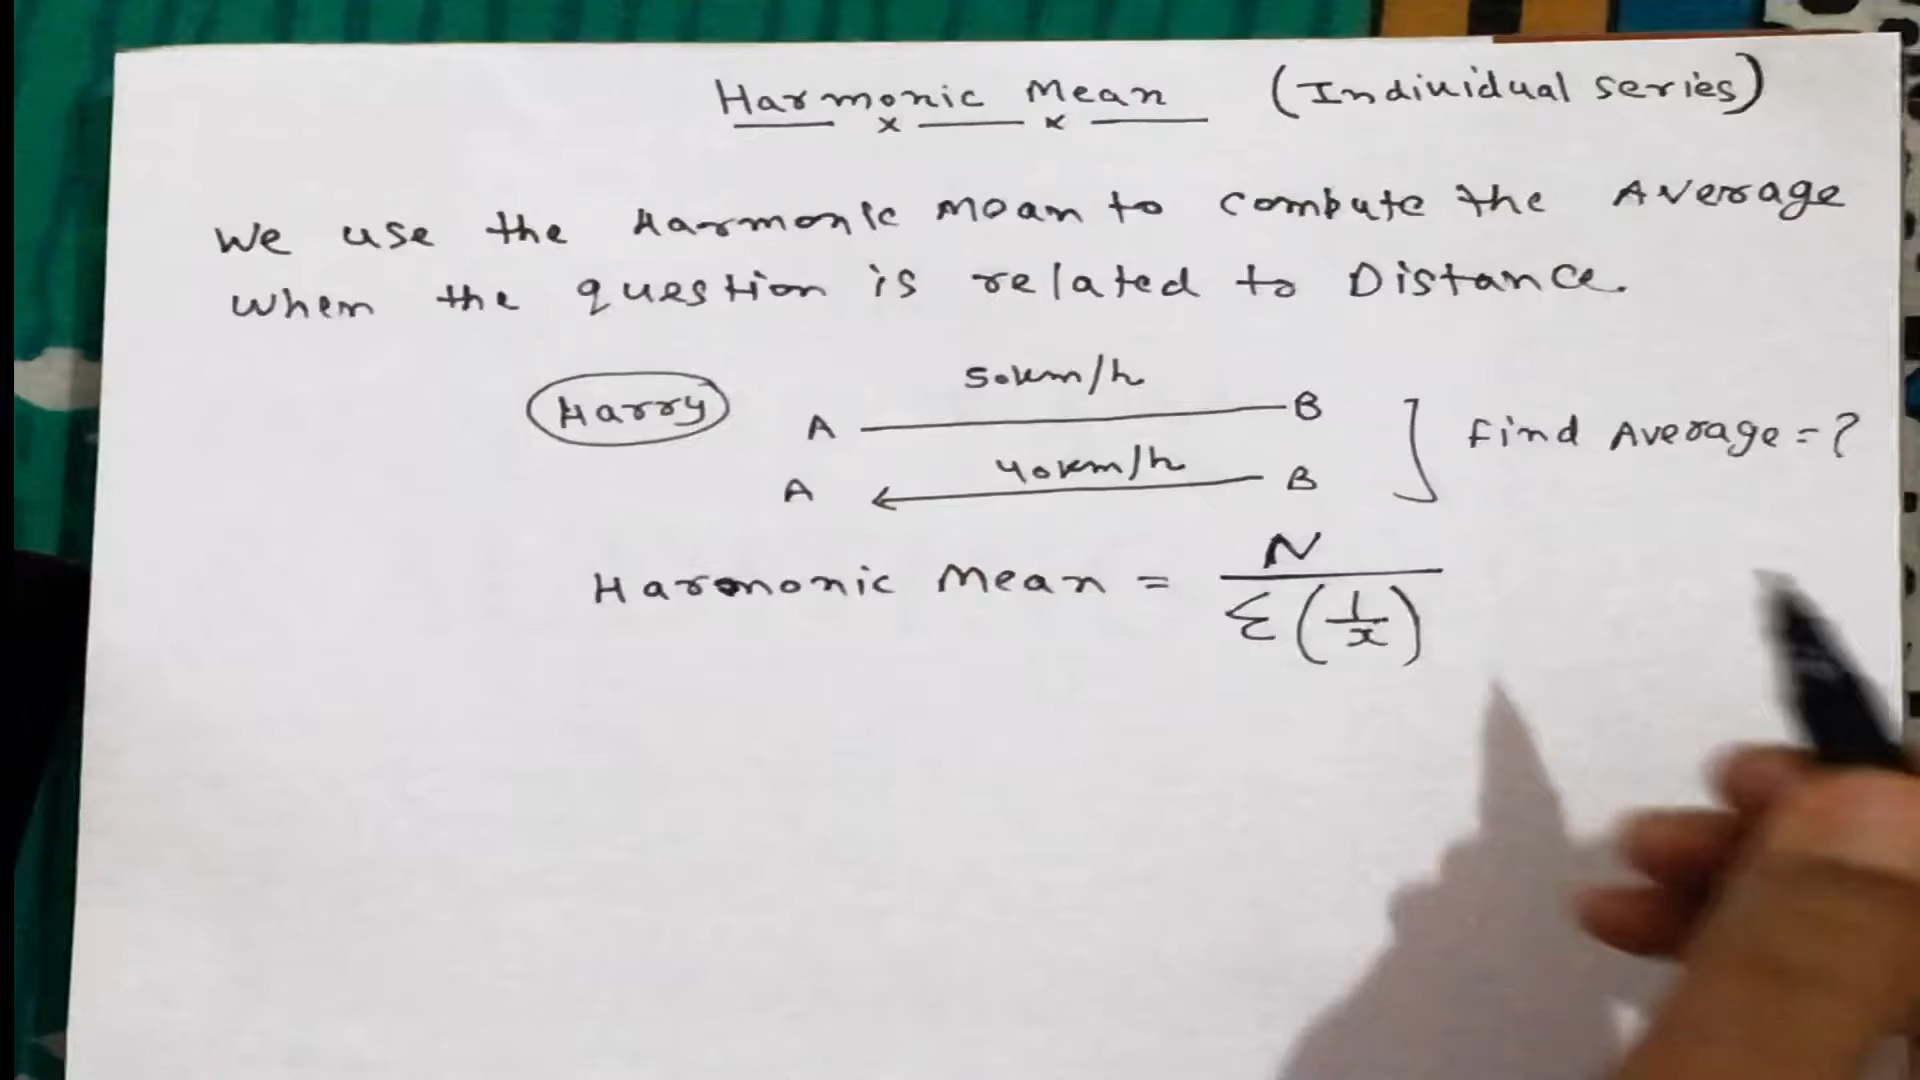 Harmonic Mean (Individual series)
We use the Harmonic Mean to compute the Average
when the question is related to Distance.
50km/h
Harry A B
find Average = ?
40km/h
A B
Harmonic Mean = N / Σ(1/x)